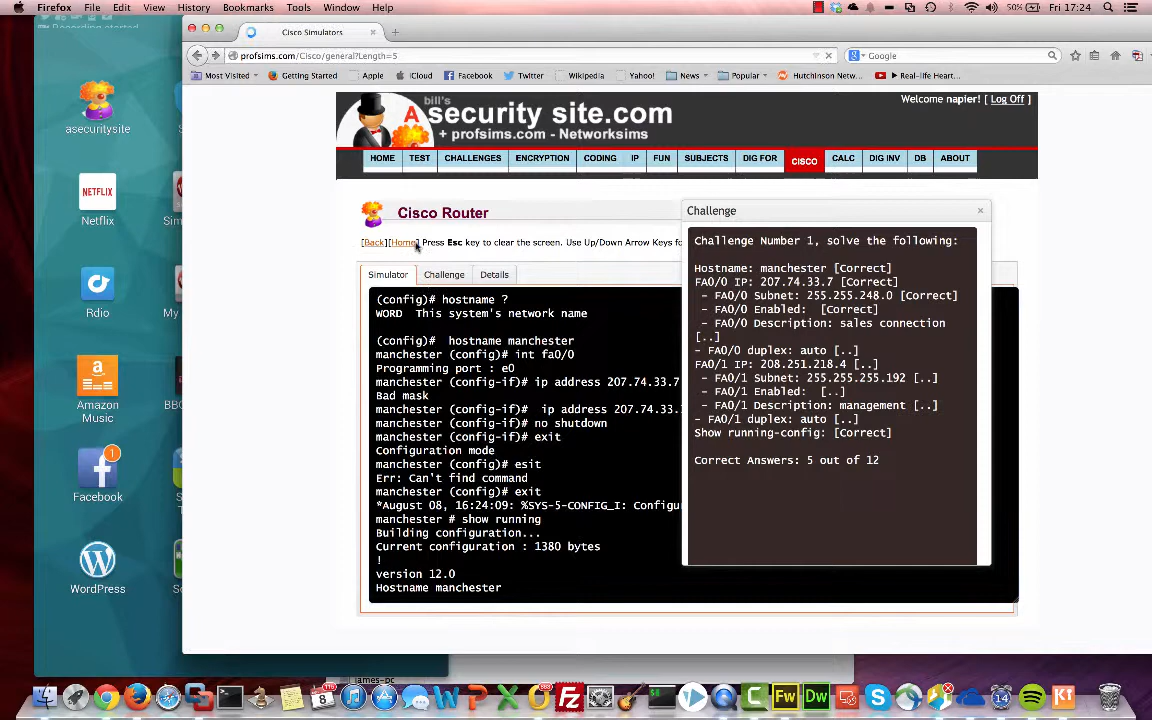 Firefox File Edit View History Bookmarks Tools Window Help 50% Fri 17:24
Cisco Simulators
profsims.com/Cisco/general?Length=5
Google
Most Visited Getting Started Apple iCloud Facebook Twitter Wikipedia Yahoo! News Popular Hutchinson Netw... Real-life Heart...
asecuritysite
Netflix
NETFLIX
Rdio
My
Amazon
Music
amazon
Facebook
1
WordPress
bill's
A security site.com
+ profsims.com - Networksims
Welcome napier! [ Log Off ]
HOME TEST CHALLENGES ENCRYPTION CODING IP FUN SUBJECTS DIG FOR CISCO CALC DIG INV DB ABOUT
Cisco Router
[Back][Home] Press Esc key to clear the screen. Use Up/Down Arrow Keys fo
Simulator Challenge Details
(config)# hostname ?
WORD This system's network name
(config)# hostname manchester
manchester (config)# int fa0/0
Programming port : e0
manchester (config-if)# ip address 207.74.33.7
Bad mask
manchester (config-if)# ip address 207.74.33.
manchester (config-if)# no shutdown
manchester (config-if)# exit
Configuration mode
manchester (config)# esit
Err: Can't find command
manchester (config)# exit
*August 08, 16:24:09: %SYS-5-CONFIG_I: Configu
manchester # show running
Building configuration...
Current configuration : 1380 bytes
!
version 12.0
Hostname manchester
Challenge
Challenge Number 1, solve the following:
Hostname: manchester [Correct]
FA0/0 IP: 207.74.33.7 [Correct]
- FA0/0 Subnet: 255.255.248.0 [Correct]
- FA0/0 Enabled: [Correct]
- FA0/0 Description: sales connection
[..]
- FA0/0 duplex: auto [..]
FA0/1 IP: 208.251.218.4 [..]
- FA0/1 Subnet: 255.255.255.192 [..]
- FA0/1 Enabled: [..]
- FA0/1 Description: management [..]
- FA0/1 duplex: auto [..]
Show running-config: [Correct]
Correct Answers: 5 out of 12
james-pc